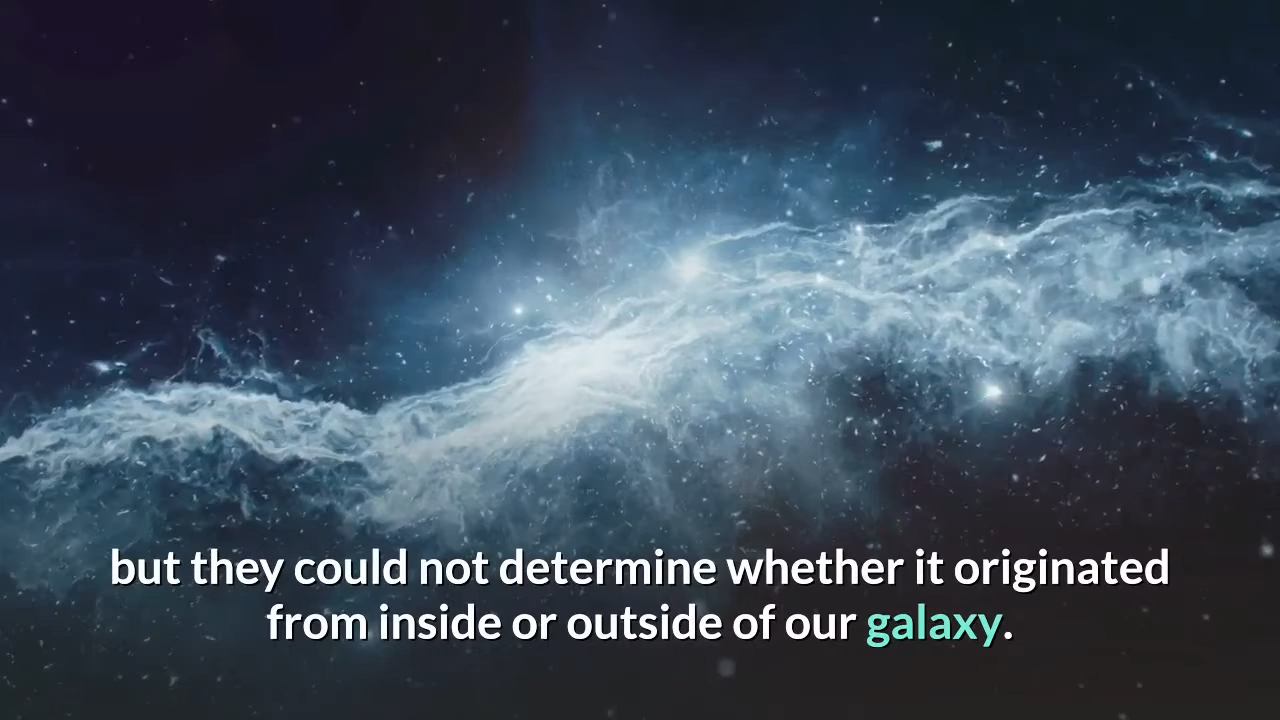 but they could not determine whether it originated
from inside or outside of our galaxy.